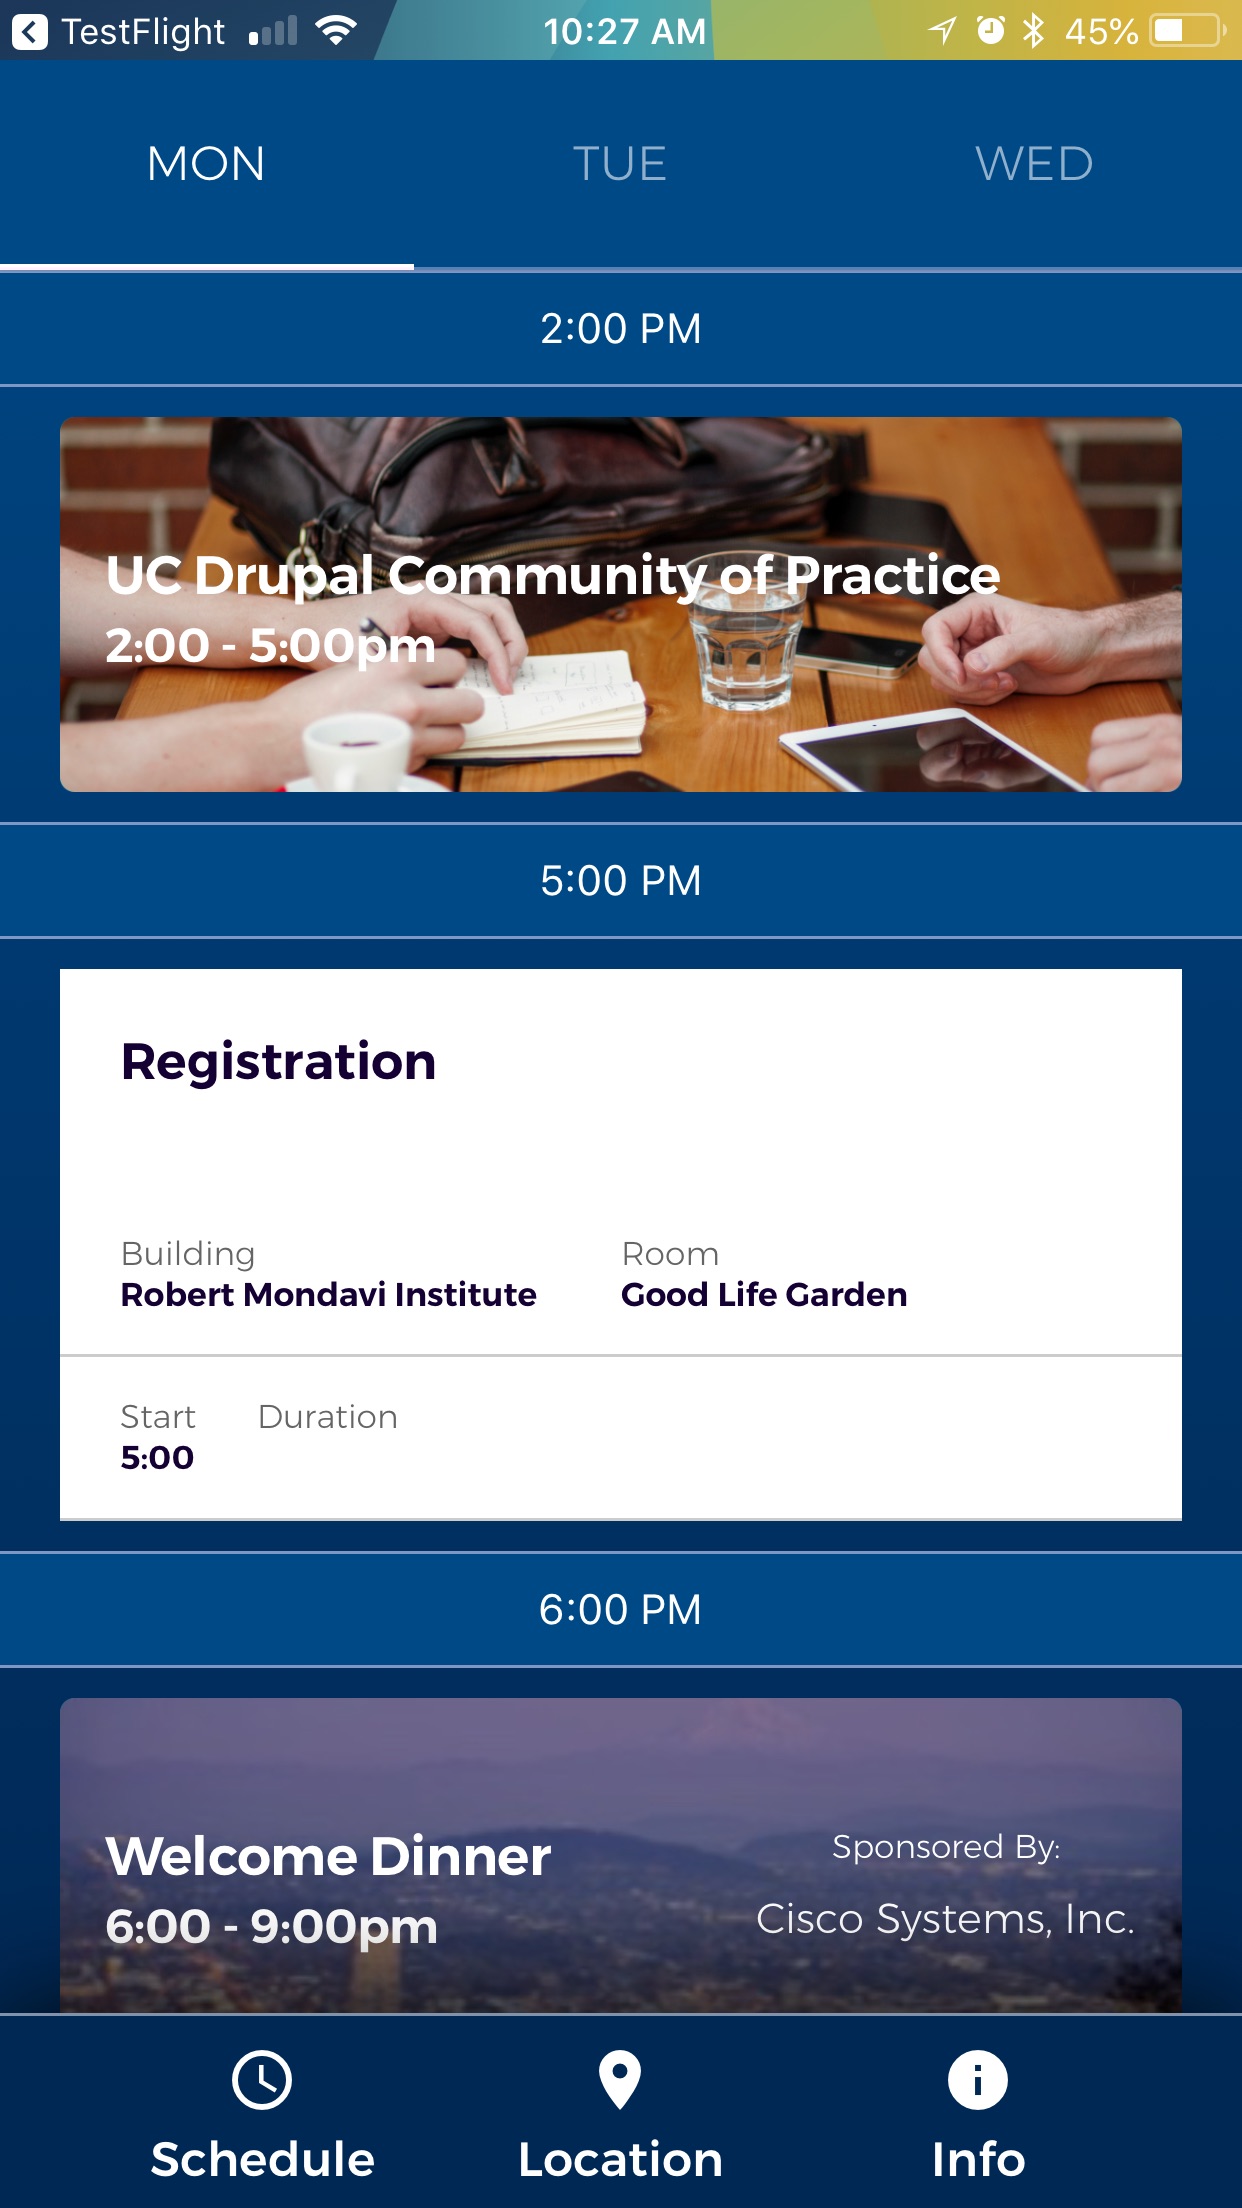 TestFlight 10:27 AM 45%
MON TUE WED
2:00 PM
UC Drupal Community of Practice
2:00 - 5:00pm
5:00 PM
Registration
Building Room
Robert Mondavi Institute Good Life Garden
Start Duration
5:00
6:00 PM
Welcome Dinner
6:00 - 9:00pm
Sponsored By:
Cisco Systems, Inc.
Schedule Location Info